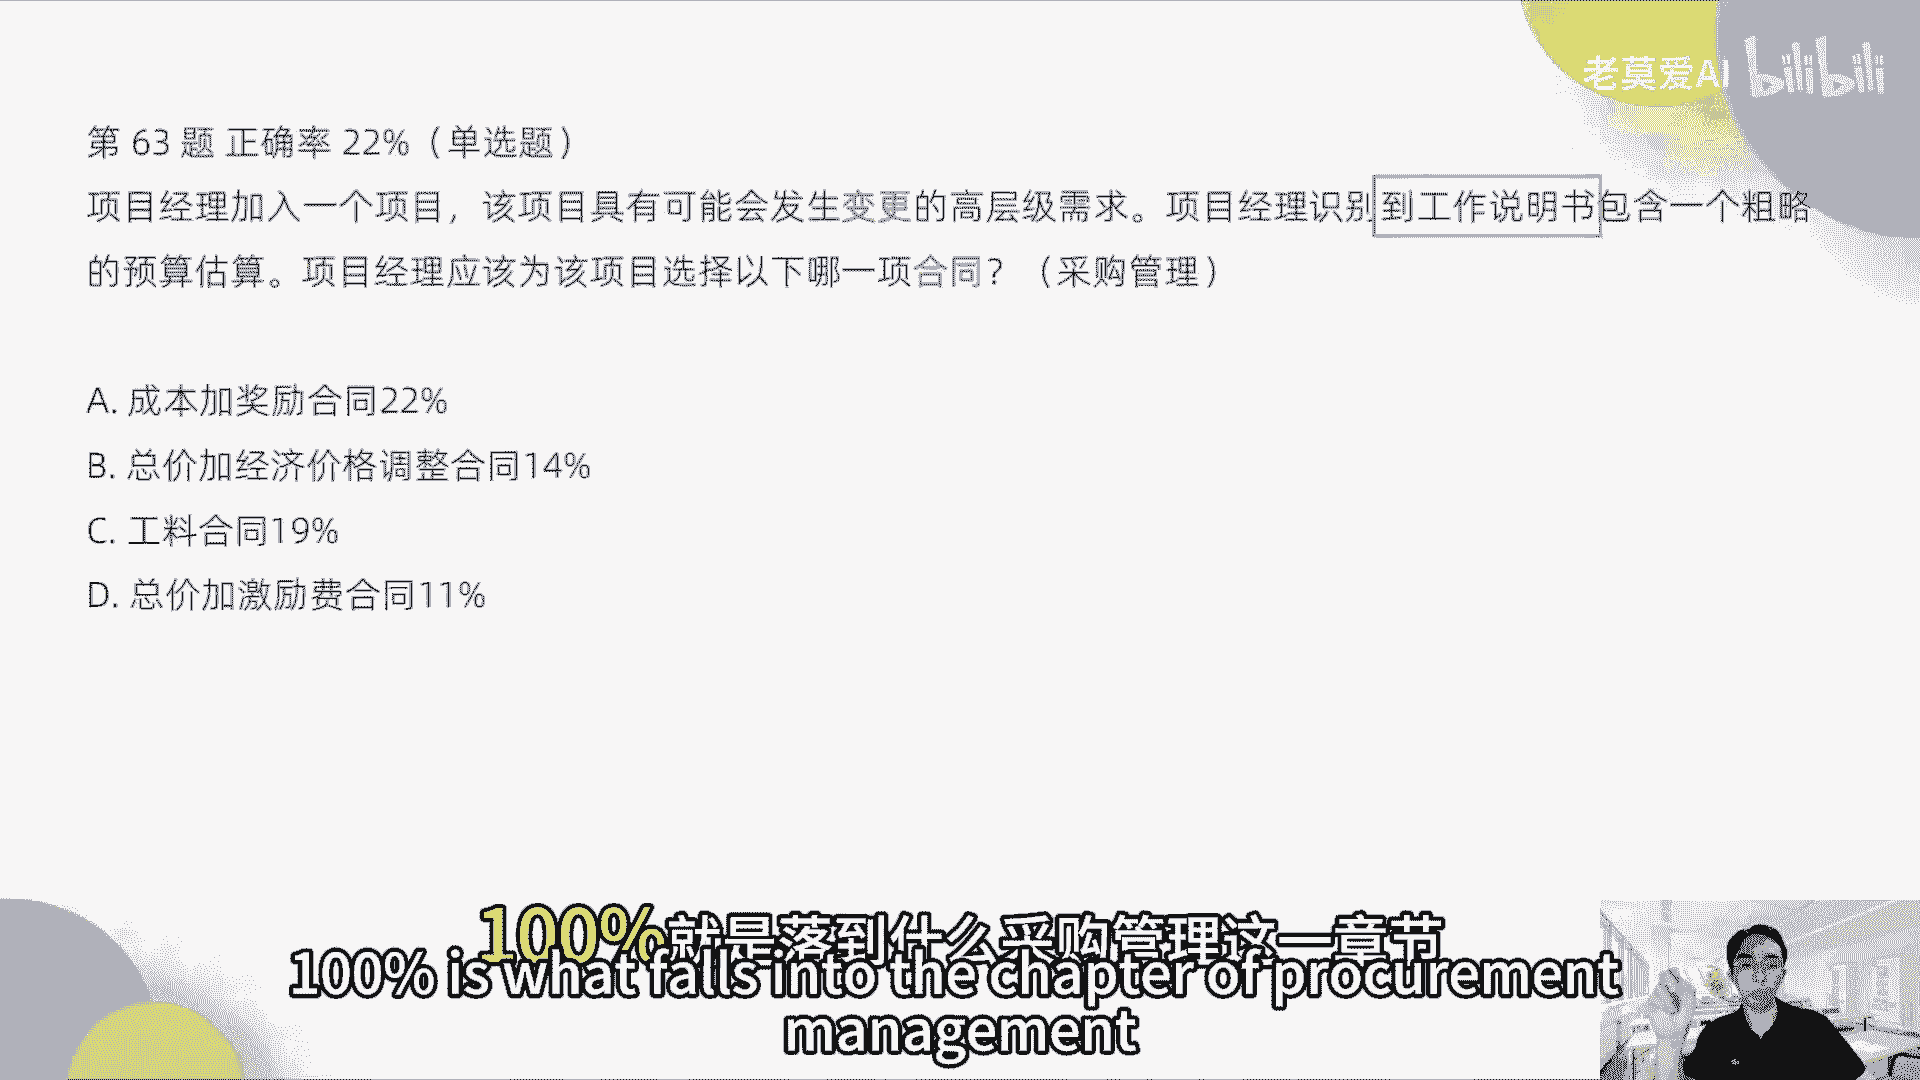 老莫爱AI bilibili
第 63 题 正确率 22%（单选题）
项目经理加入一个项目，该项目具有可能会发生变更的高层级需求。项目经理识别到工作说明书包含一个粗略
的预算估算。项目经理应该为该项目选择以下哪一项合同？（采购管理）
A. 成本加奖励合同22%
B. 总价加经济价格调整合同14%
C. 工料合同19%
D. 总价加激励费合同11%
100%就是落到什么采购管理这一章节
100% is what falls into the chapter of procurement
management